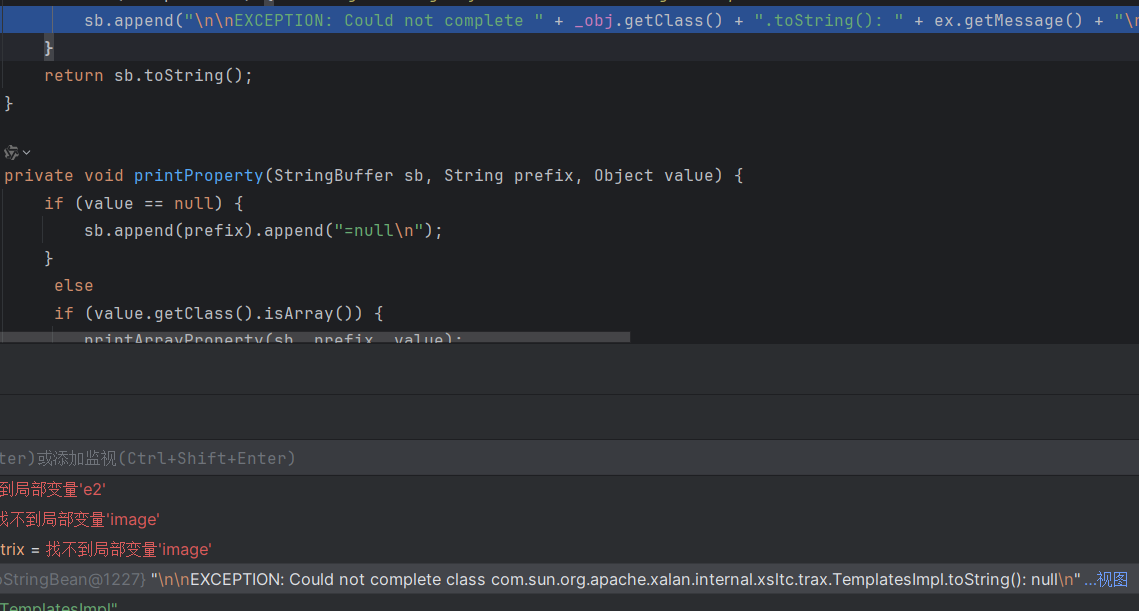 sb.append("\n\nEXCEPTION: Could not complete " + _obj.getClass() + ".toString(): " + ex.getMessage() + "\n
}
return sb.toString();
}
private void printProperty(StringBuffer sb, String prefix, Object value) {
if (value == null) {
sb.append(prefix).append("=null\n");
}
else
if (value.getClass().isArray()) {
printArrayProperty(sb, prefix, value);
ter)或添加监视(Ctrl+Shift+Enter)
到局部变量'e2'
找不到局部变量'image'
trix = 找不到局部变量'image'
oStringBean@1227} "\n\nEXCEPTION: Could not complete class com.sun.org.apache.xalan.internal.xsltc.trax.TemplatesImpl.toString(): null\n" ...视图
TemplatesImpl"